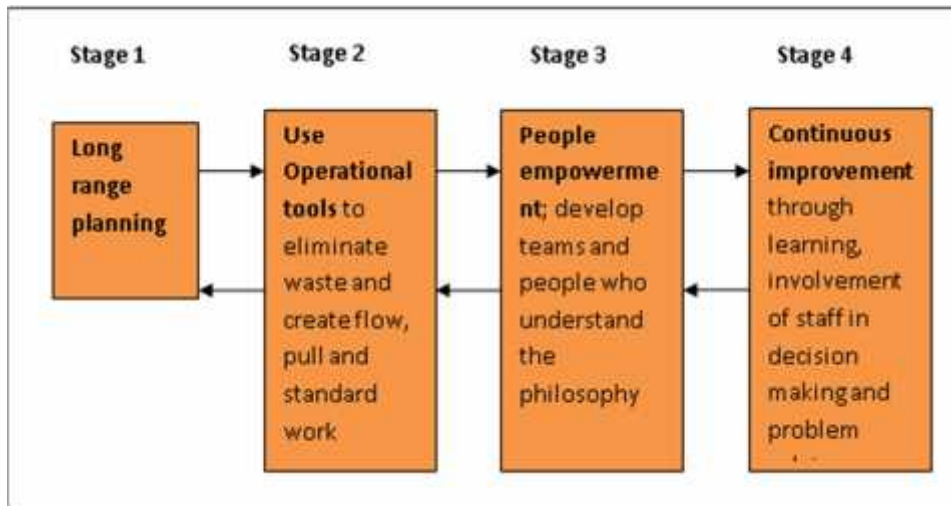 Stage 1
Stage 2
Stage 3
Stage 4
Long
range
planning
Use
Operational
tools to
eliminate
waste and
create flow,
pull and
standard
work
People
empowerme
nt; develop
teams and
people who
understand
the
philosophy
Continuous
improvement
through
learning,
involvement
of staff in
decision
making and
problem